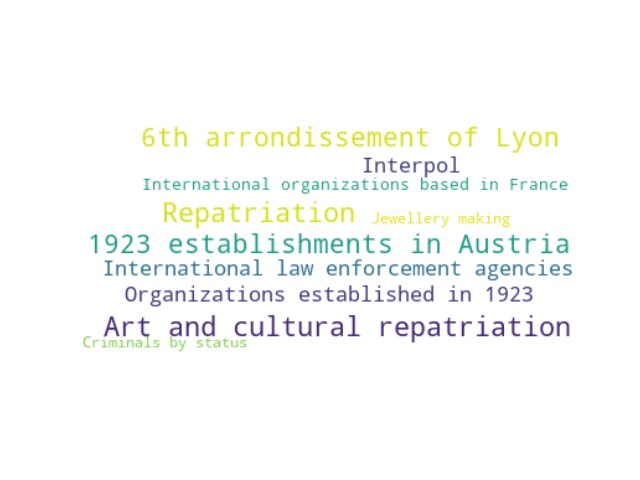 6th arrondissement of Lyon
Interpol
International organizations based in France
Repatriation
Jewellery making
1923 establishments in Austria
International law enforcement agencies
Organizations established in 1923
Art and cultural repatriation
Criminals by status